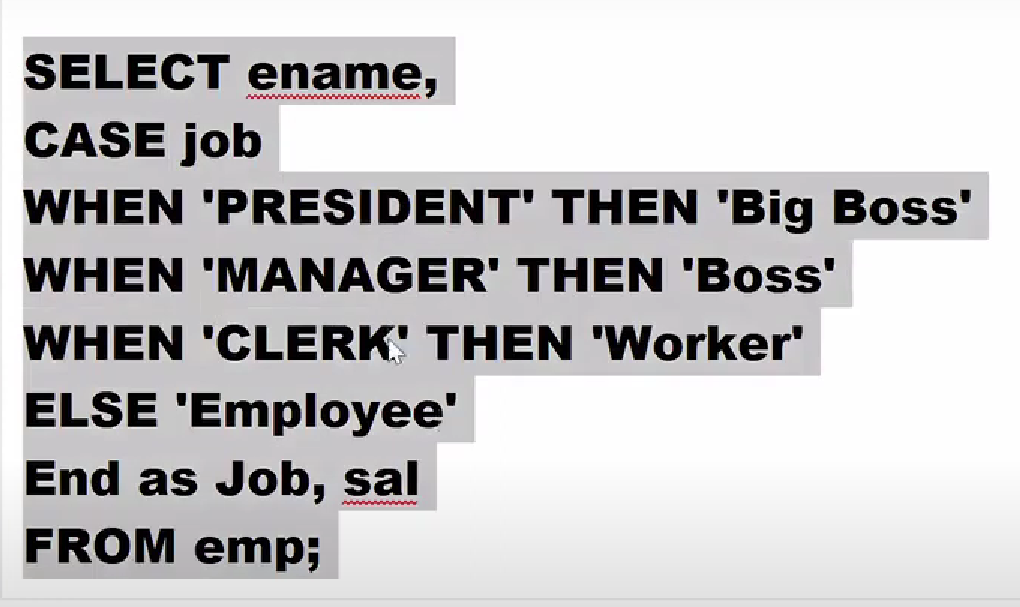 SELECT ename,
CASE job
WHEN 'PRESIDENT' THEN 'Big Boss'
WHEN 'MANAGER' THEN 'Boss'
WHEN 'CLERK' THEN 'Worker'
ELSE 'Employee'
End as Job, sal
FROM emp;